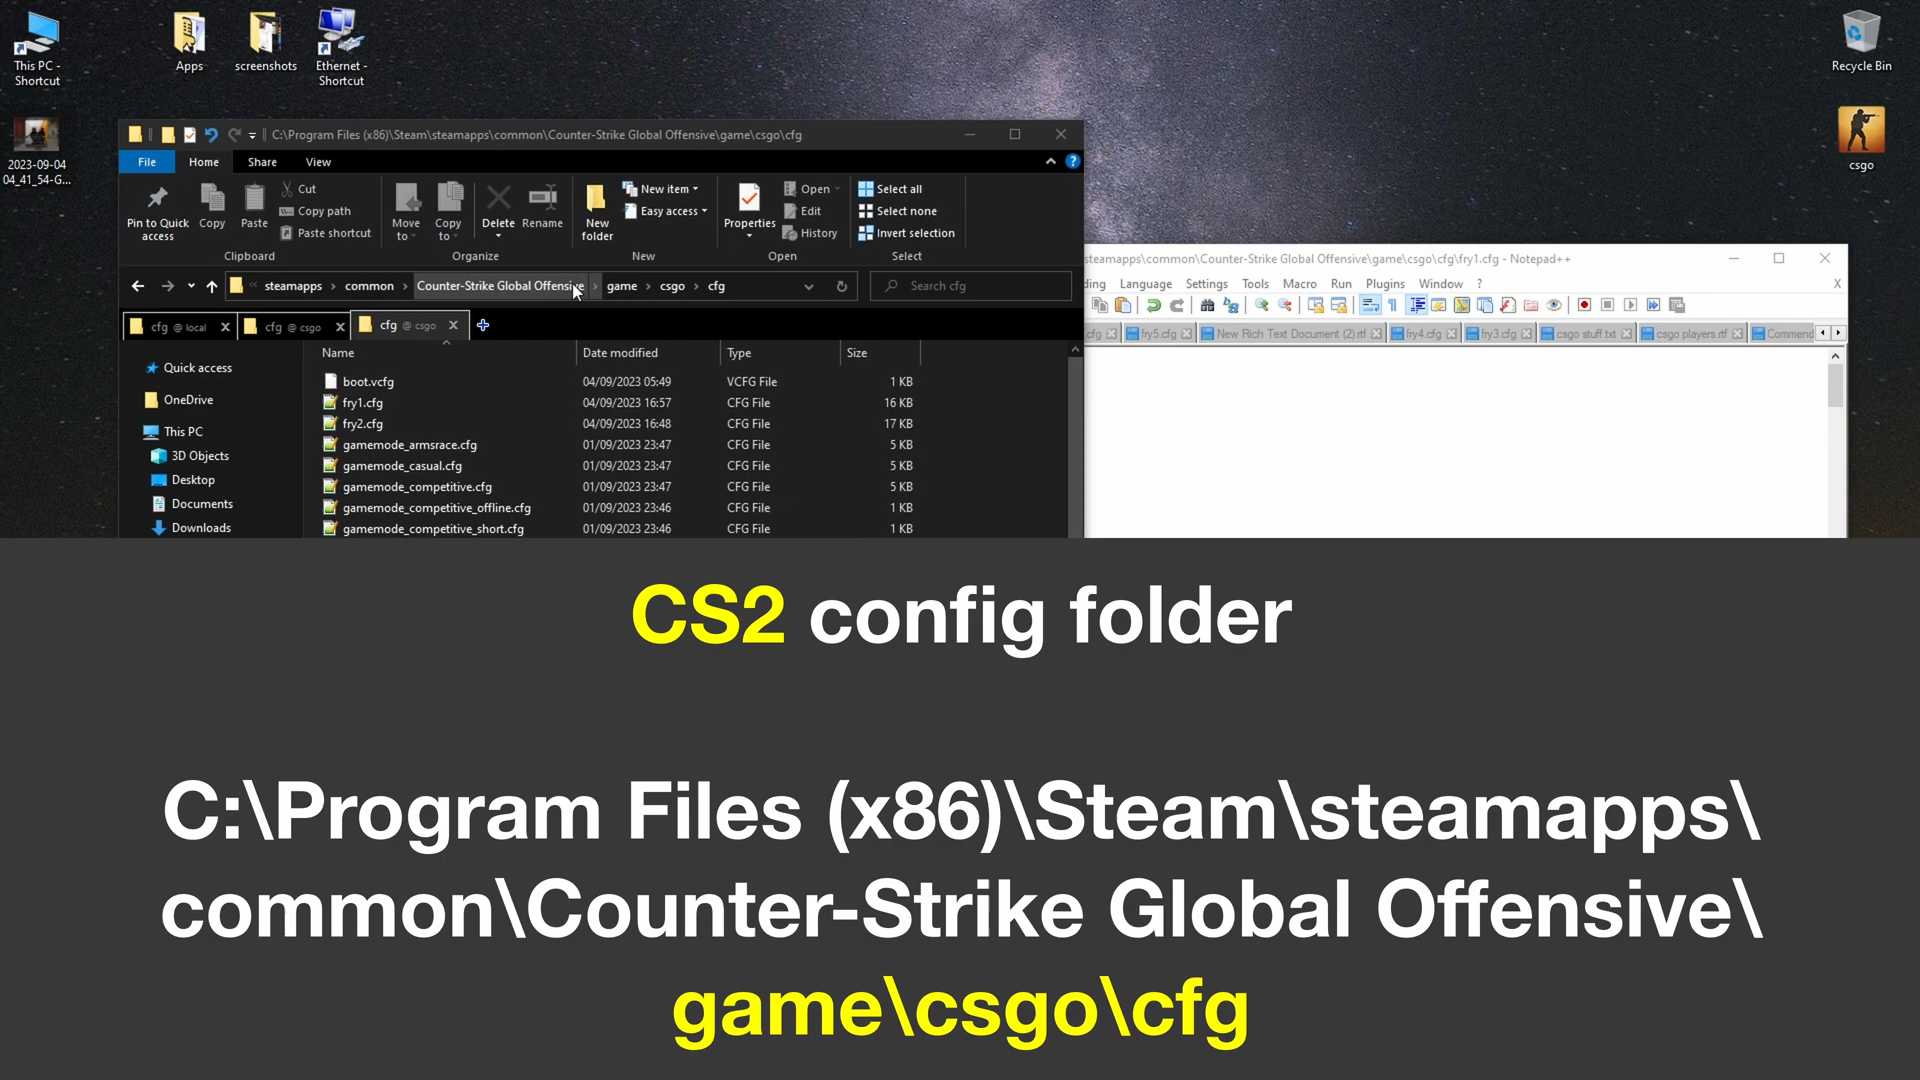 This PC -
Shortcut
Apps
screenshots
Ethernet -
Shortcut
Recycle Bin
2023-09-04
04_41_54-G...
csgo
C:\Program Files (x86)\Steam\steamapps\common\Counter-Strike Global Offensive\game\csgo\cfg
File Home Share View
Pin to Quick
access
Copy
Paste
Cut
Copy path
Paste shortcut
Clipboard
Move
to
Copy
to
Delete
Rename
Organize
New
folder
New item
Easy access
New
Properties
Open
Edit
History
Open
Select all
Select none
Invert selection
Select
steamapps > common > Counter-Strike Global Offensive > game > csgo > cfg
Search cfg
cfg @ local
cfg @ csgo
cfg @ csgo
Name Date modified Type Size
Quick access
OneDrive
This PC
3D Objects
Desktop
Documents
Downloads
boot.vcfg 04/09/2023 05:49 VCFG File 1 KB
fry1.cfg 04/09/2023 16:57 CFG File 16 KB
fry2.cfg 04/09/2023 16:48 CFG File 17 KB
gamemode_armsrace.cfg 01/09/2023 23:47 CFG File 5 KB
gamemode_casual.cfg 01/09/2023 23:47 CFG File 5 KB
gamemode_competitive.cfg 01/09/2023 23:47 CFG File 5 KB
gamemode_competitive_offline.cfg 01/09/2023 23:46 CFG File 1 KB
gamemode_competitive_short.cfg 01/09/2023 23:46 CFG File 1 KB
steamapps\common\Counter-Strike Global Offensive\game\csgo\cfg\fry1.cfg - Notepad++
ding Language Settings Tools Macro Run Plugins Window ? X
cfg fry5.cfg New Rich Text Document (2).rtf fry4.cfg fry3.cfg csgo stuff.txt csgo players.rtf Commend
CS2 config folder
C:\Program Files (x86)\Steam\steamapps\
common\Counter-Strike Global Offensive\
game\csgo\cfg